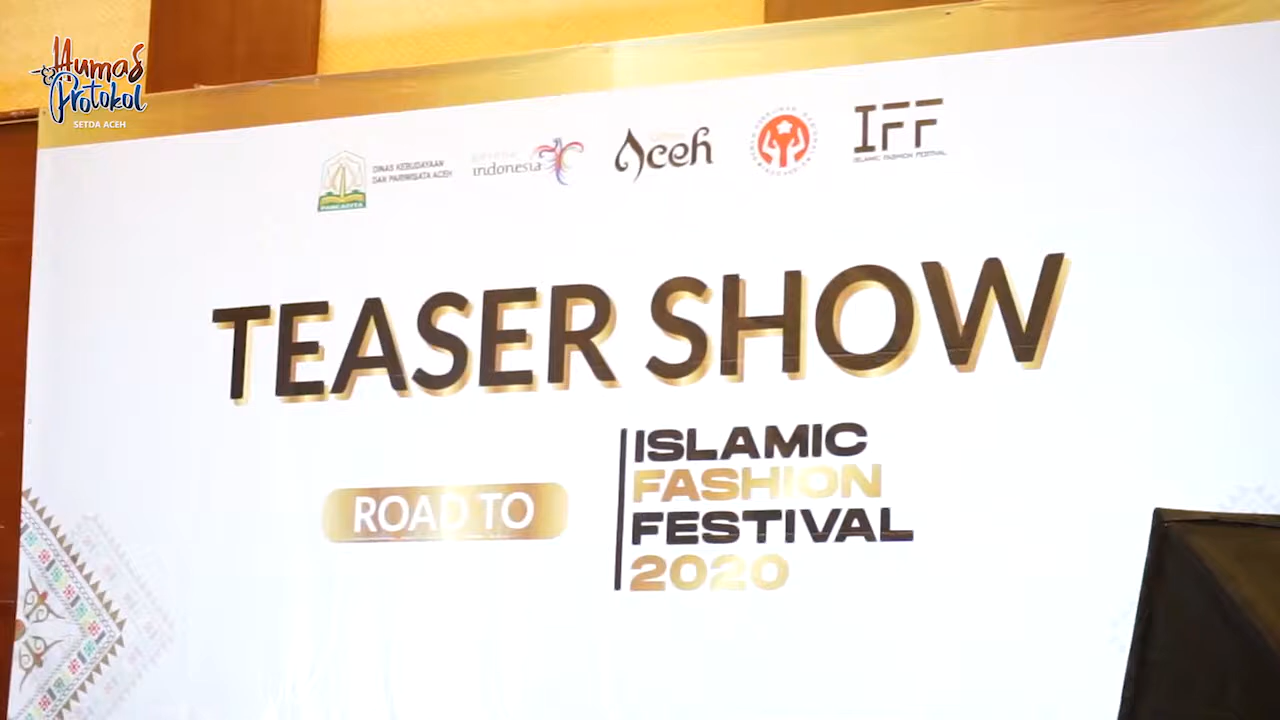 Humas
& Protokol
SETDA ACEH
PANCACITA
DINAS KEBUDAYAAN
DAN PARIWISATA ACEH
indonesia
Aceh
IFF
ISLAMIC FASHION FESTIVAL
TEASER SHOW
ROAD TO
ISLAMIC
FASHION
FESTIVAL
2020